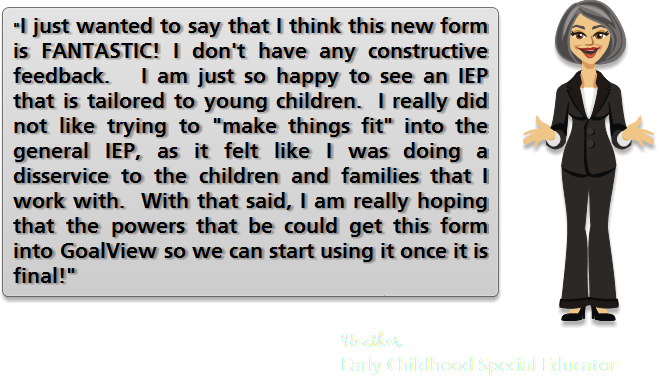 "I just wanted to say that I think this new form
is FANTASTIC! I don't have any constructive
feedback. I am just so happy to see an IEP
that is tailored to young children. I really did
not like trying to "make things fit" into the
general IEP, as it felt like I was doing a
disservice to the children and families that I
work with. With that said, I am really hoping
that the powers that be could get this form
into GoalView so we can start using it once it is
final!"
Early Childhood Special Educator